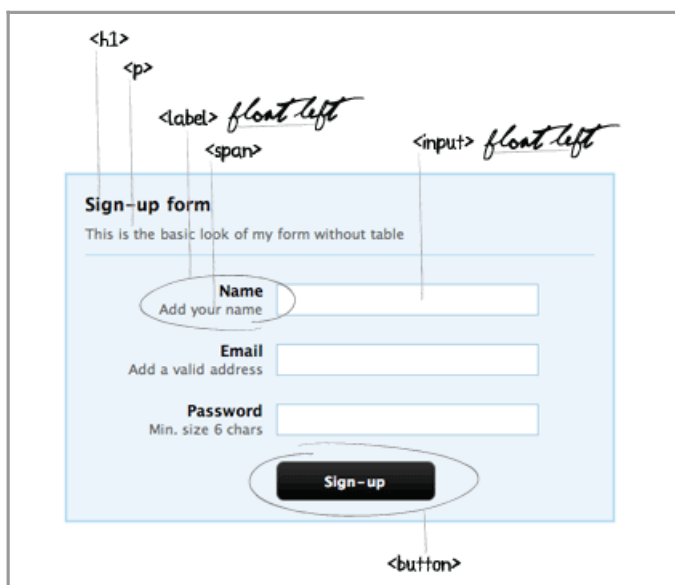 <h1>
<p>
<label> float left
<span>
<input> float left
Sign-up form
This is the basic look of my form without table
Name
Add your name
Email
Add a valid address
Password
Min. size 6 chars
Sign-up
<button>